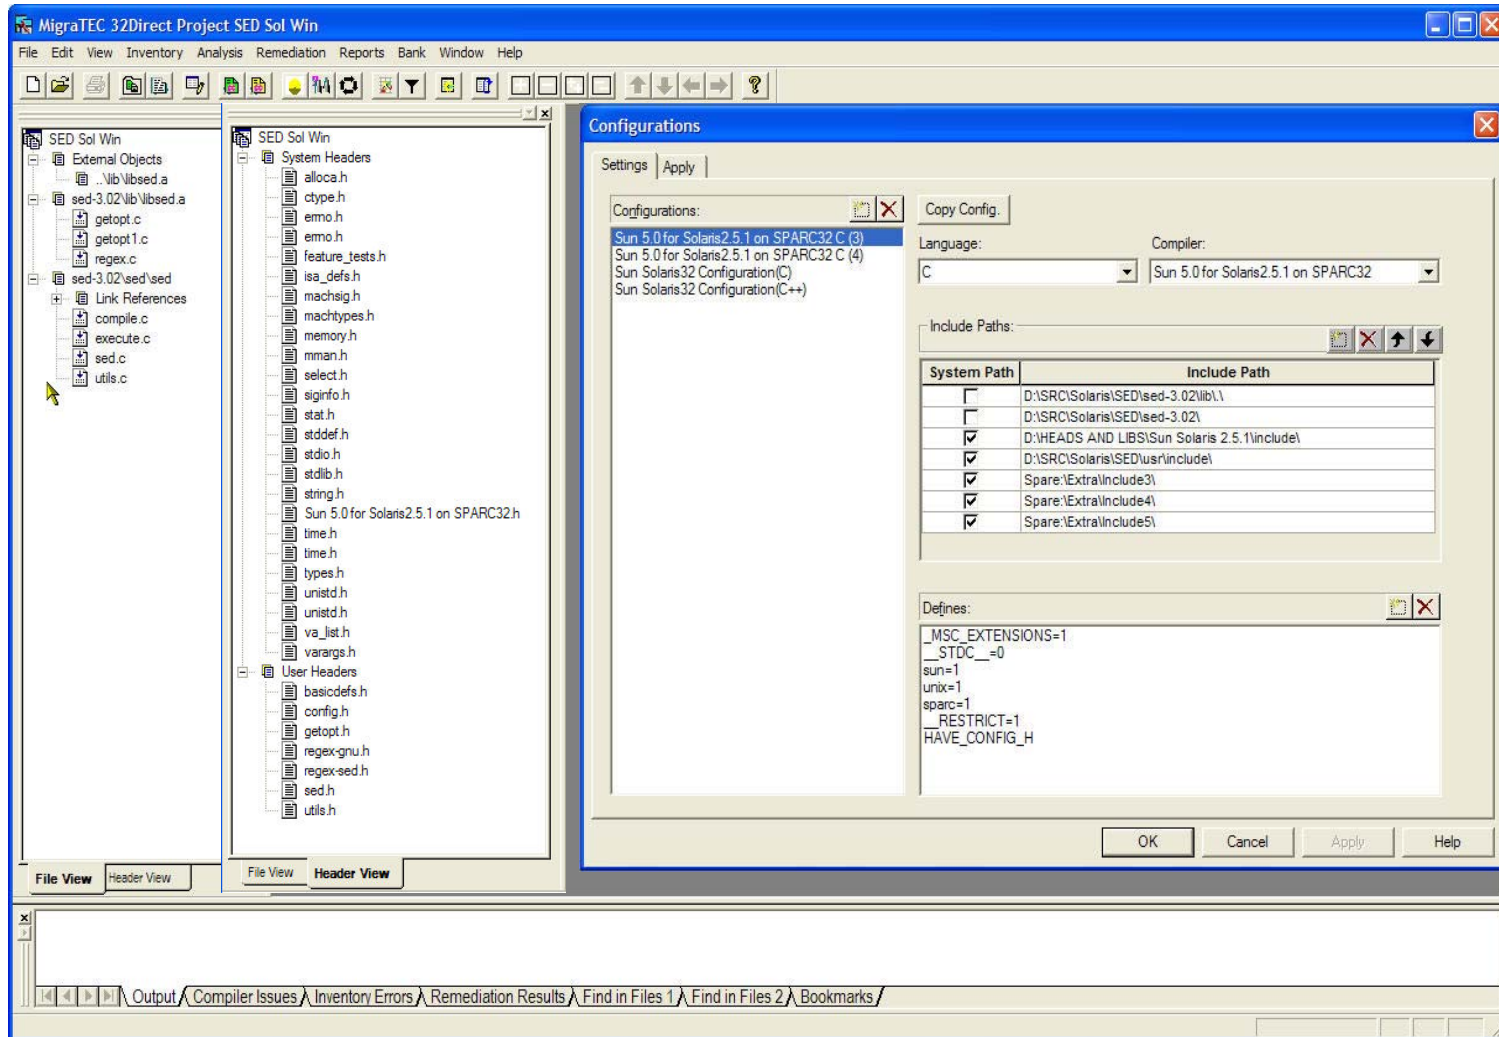 MigraTEC 32Direct Project SED Sol Win
File Edit View Inventory Analysis Remediation Reports Bank Window Help
SED Sol Win
External Objects
..\lib\libsed.a
sed-3.02\lib\libsed.a
getopt.c
getopt1.c
regex.c
sed-3.02\sed\sed
Link References
compile.c
execute.c
sed.c
utils.c
File View Header View
SED Sol Win
System Headers
alloca.h
ctype.h
errno.h
errno.h
feature_tests.h
isa_defs.h
machsig.h
machtypes.h
memory.h
mman.h
select.h
siginfo.h
stat.h
stddef.h
stdio.h
stdlib.h
string.h
Sun 5.0 for Solaris2.5.1 on SPARC32.h
time.h
time.h
types.h
unistd.h
unistd.h
va_list.h
varargs.h
User Headers
basicdefs.h
config.h
getopt.h
regex-gnu.h
regex-sed.h
sed.h
utils.h
File View Header View
Configurations
Settings Apply
Configurations:
Sun 5.0 for Solaris2.5.1 on SPARC32 C (3)
Sun 5.0 for Solaris2.5.1 on SPARC32 C (4)
Sun Solaris32 Configuration(C)
Sun Solaris32 Configuration(C++)
Copy Config.
Language: Compiler:
C Sun 5.0 for Solaris2.5.1 on SPARC32
Include Paths:
System Path Include Path
D:\SRC\Solaris\SED\sed-3.02\lib\.\
D:\SRC\Solaris\SED\sed-3.02\
D:\HEADS AND LIBS\Sun Solaris 2.5.1\include\
D:\SRC\Solaris\SED\usr\include\
Spare:\Extra\Include3\
Spare:\Extra\Include4\
Spare:\Extra\Include5\
Defines:
_MSC_EXTENSIONS=1
__STDC__=0
sun=1
unix=1
sparc=1
__RESTRICT=1
HAVE_CONFIG_H
OK Cancel Apply Help
Output Compiler Issues Inventory Errors Remediation Results Find in Files 1 Find in Files 2 Bookmarks